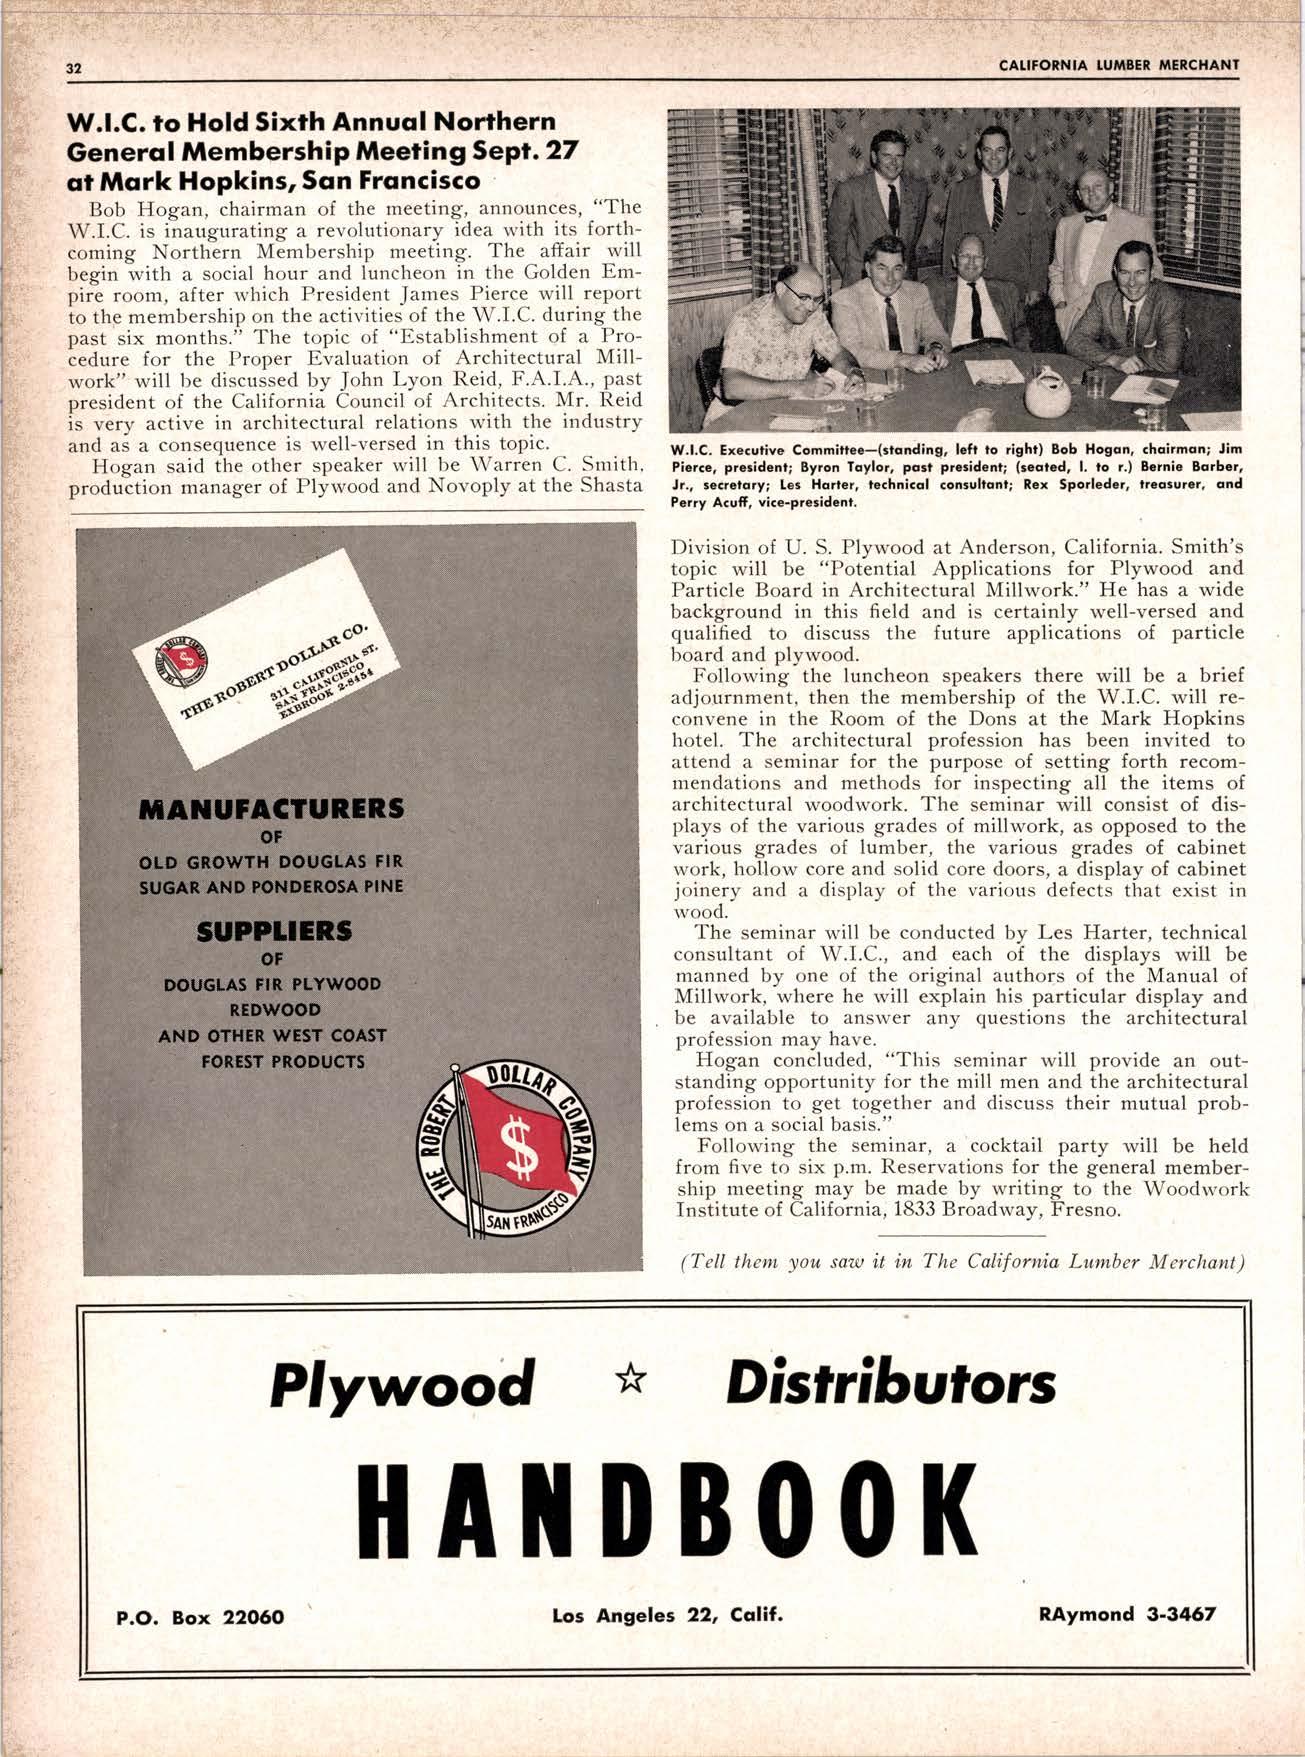 32
CALIFORNIA LUMBER MERCHANT
W.I.C. to Hold Sixth Annual Northern
General Membership Meeting Sept. 27
at Mark Hopkins, San Francisco
Bob Hogan, chairman of the meeting, announces, “The
W.I.C. is inaugurating a revolutionary idea with its forth-
coming Northern Membership meeting. The affair will
begin with a social hour and luncheon in the Golden Em-
pire room, after which President James Pierce will report
to the membership on the activities of the W.I.C. during the
past six months.” The topic of “Establishment of a Pro-
cedure for the Proper Evaluation of Architectural Mill-
work” will be discussed by John Lyon Reid, F.A.I.A., past
president of the California Council of Architects. Mr. Reid
is very active in architectural relations with the industry
and as a consequence is well-versed in this topic.
Hogan said the other speaker will be Warren C. Smith,
production manager of Plywood and Novoply at the Shasta
W.I.C. Executive Committee—(standing, left to right) Bob Hogan, chairman; Jim
Pierce, president; Byron Taylor, past president; (seated, l. to r.) Bernie Barber,
Jr., secretary; Les Harter, technical consultant; Rex Sporleder, treasurer, and
Perry Acuff, vice-president.
Division of U. S. Plywood at Anderson, California. Smith’s
topic will be “Potential Applications for Plywood and
Particle Board in Architectural Millwork.” He has a wide
background in this field and is certainly well-versed and
qualified to discuss the future applications of particle
board and plywood.
Following the luncheon speakers there will be a brief
adjournment, then the membership of the W.I.C. will re-
convene in the Room of the Dons at the Mark Hopkins
hotel. The architectural profession has been invited to
attend a seminar for the purpose of setting forth recom-
mendations and methods for inspecting all the items of
architectural woodwork. The seminar will consist of dis-
plays of the various grades of millwork, as opposed to the
various grades of lumber, the various grades of cabinet
work, hollow core and solid core doors, a display of cabinet
joinery and a display of the various defects that exist in
wood.
The seminar will be conducted by Les Harter, technical
consultant of W.I.C., and each of the displays will be
manned by one of the original authors of the Manual of
Millwork, where he will explain his particular display and
be available to answer any questions the architectural
profession may have.
Hogan concluded, “This seminar will provide an out-
standing opportunity for the mill men and the architectural
profession to get together and discuss their mutual prob-
lems on a social basis.”
Following the seminar, a cocktail party will be held
from five to six p.m. Reservations for the general member-
ship meeting may be made by writing to the Woodwork
Institute of California, 1833 Broadway, Fresno.
(Tell them you saw it in The California Lumber Merchant)
THE ROBERT DOLLAR CO.
311 CALIFORNIA ST.
SAN FRANCISCO
EXBROOK 2-5454
MANUFACTURERS
OF
OLD GROWTH DOUGLAS FIR
SUGAR AND PONDEROSA PINE
SUPPLIERS
OF
DOUGLAS FIR PLYWOOD
REDWOOD
AND OTHER WEST COAST
FOREST PRODUCTS
THE ROBERT DOLLAR COMPANY
$
SAN FRANCISCO
Plywood ☆ Distributors
HANDBOOK
P.O. Box 22060
Los Angeles 22, Calif.
RAymond 3-3467